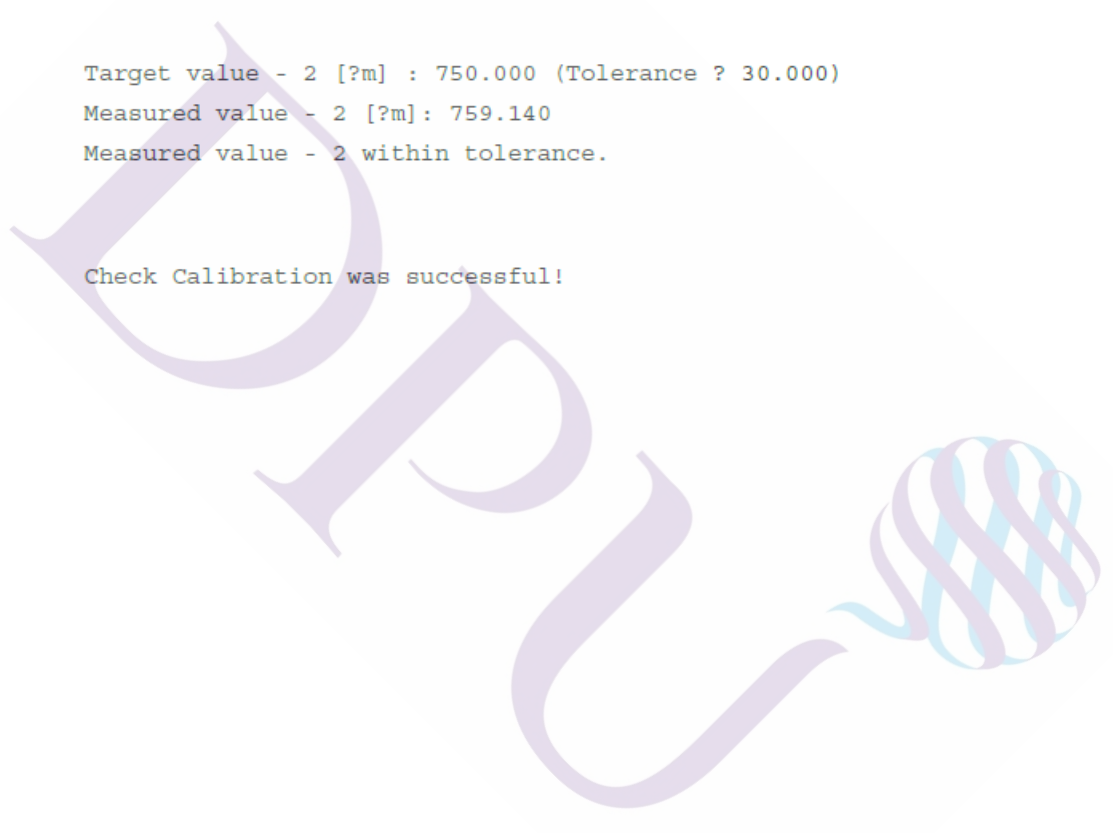 Target value - 2 [?m] : 750.000 (Tolerance ? 30.000)
Measured value - 2 [?m]: 759.140
Measured value - 2 within tolerance.
Check Calibration was successful!
DPU